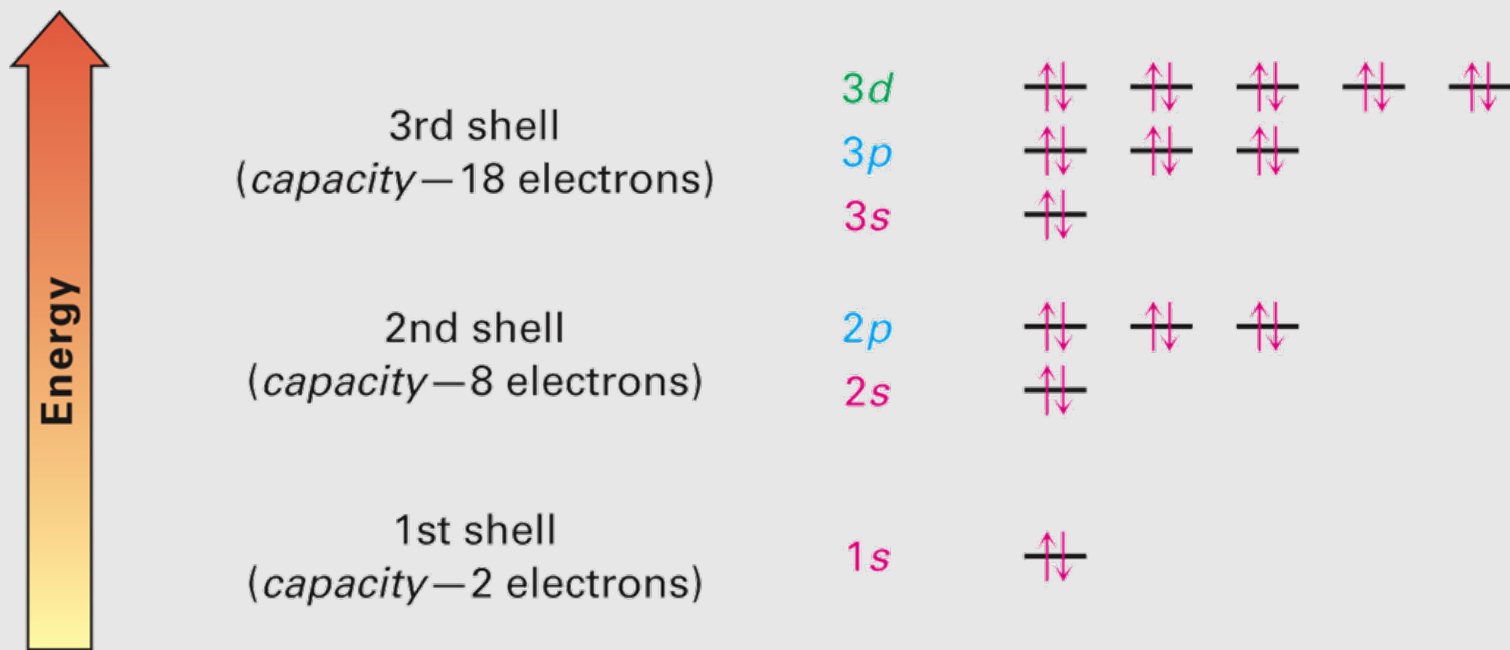 3d
3rd shell
3p
(capacity—18 electrons)
3s
2nd shell
2p
(capacity—8 electrons)
2s
Energy
1st shell
1s
(capacity—2 electrons)